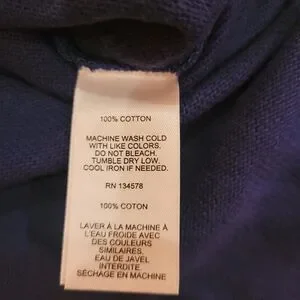 100% COTTON
MACHINE WASH COLD
WITH LIKE COLORS.
DO NOT BLEACH.
TUMBLE DRY LOW.
COOL IRON IF NEEDED.
RN 134578
100% COTON
LAVER À LA MACHINE À
L'EAU FROIDE AVEC
DES COULEURS
SIMILAIRES.
EAU DE JAVEL
INTERDITE
SÉCHAGE EN MACHINE